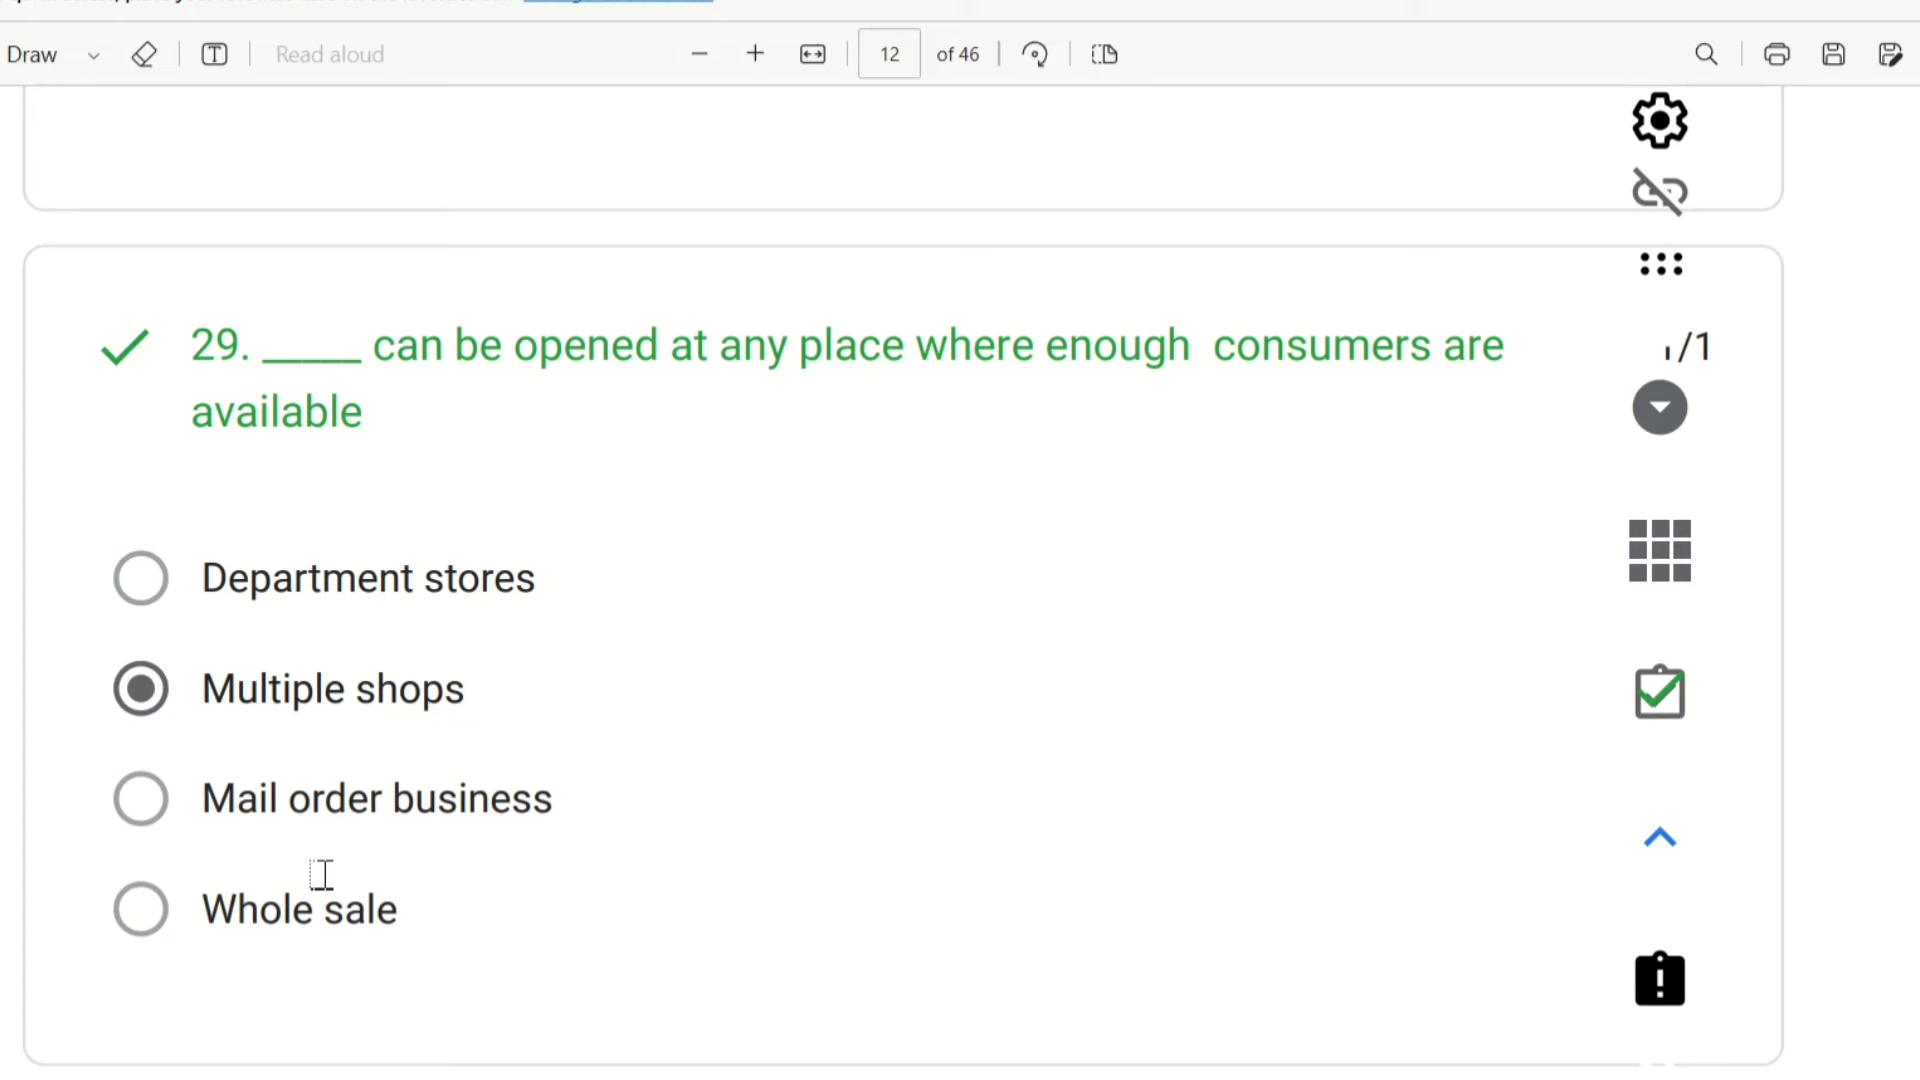 Draw
Read aloud
12 of 46
29. _____ can be opened at any place where enough  consumers are
available
/1
Department stores
Multiple shops
Mail order business
Whole sale